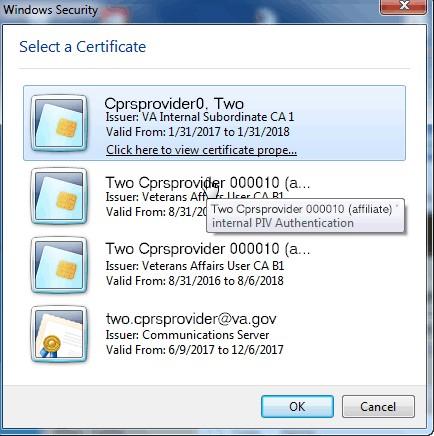 Windows Security
Select a Certificate
Cprsprovider0, Two
Issuer: VA Internal Subordinate CA 1
Valid From: 1/31/2017 to 1/31/2018
Click here to view certificate prope...
Two Cprsprovider 000010 (a...
Issuer: Veterans Affairs User CA B1
Valid From: 8/31/20
Two Cprsprovider 000010 (affiliate)
internal PIV Authentication
Two Cprsprovider 000010 (a...
Issuer: Veterans Affairs User CA B1
Valid From: 8/31/2016 to 8/6/2018
two.cprsprovider@va.gov
Issuer: Communications Server
Valid From: 6/9/2017 to 12/6/2017
OK
Cancel